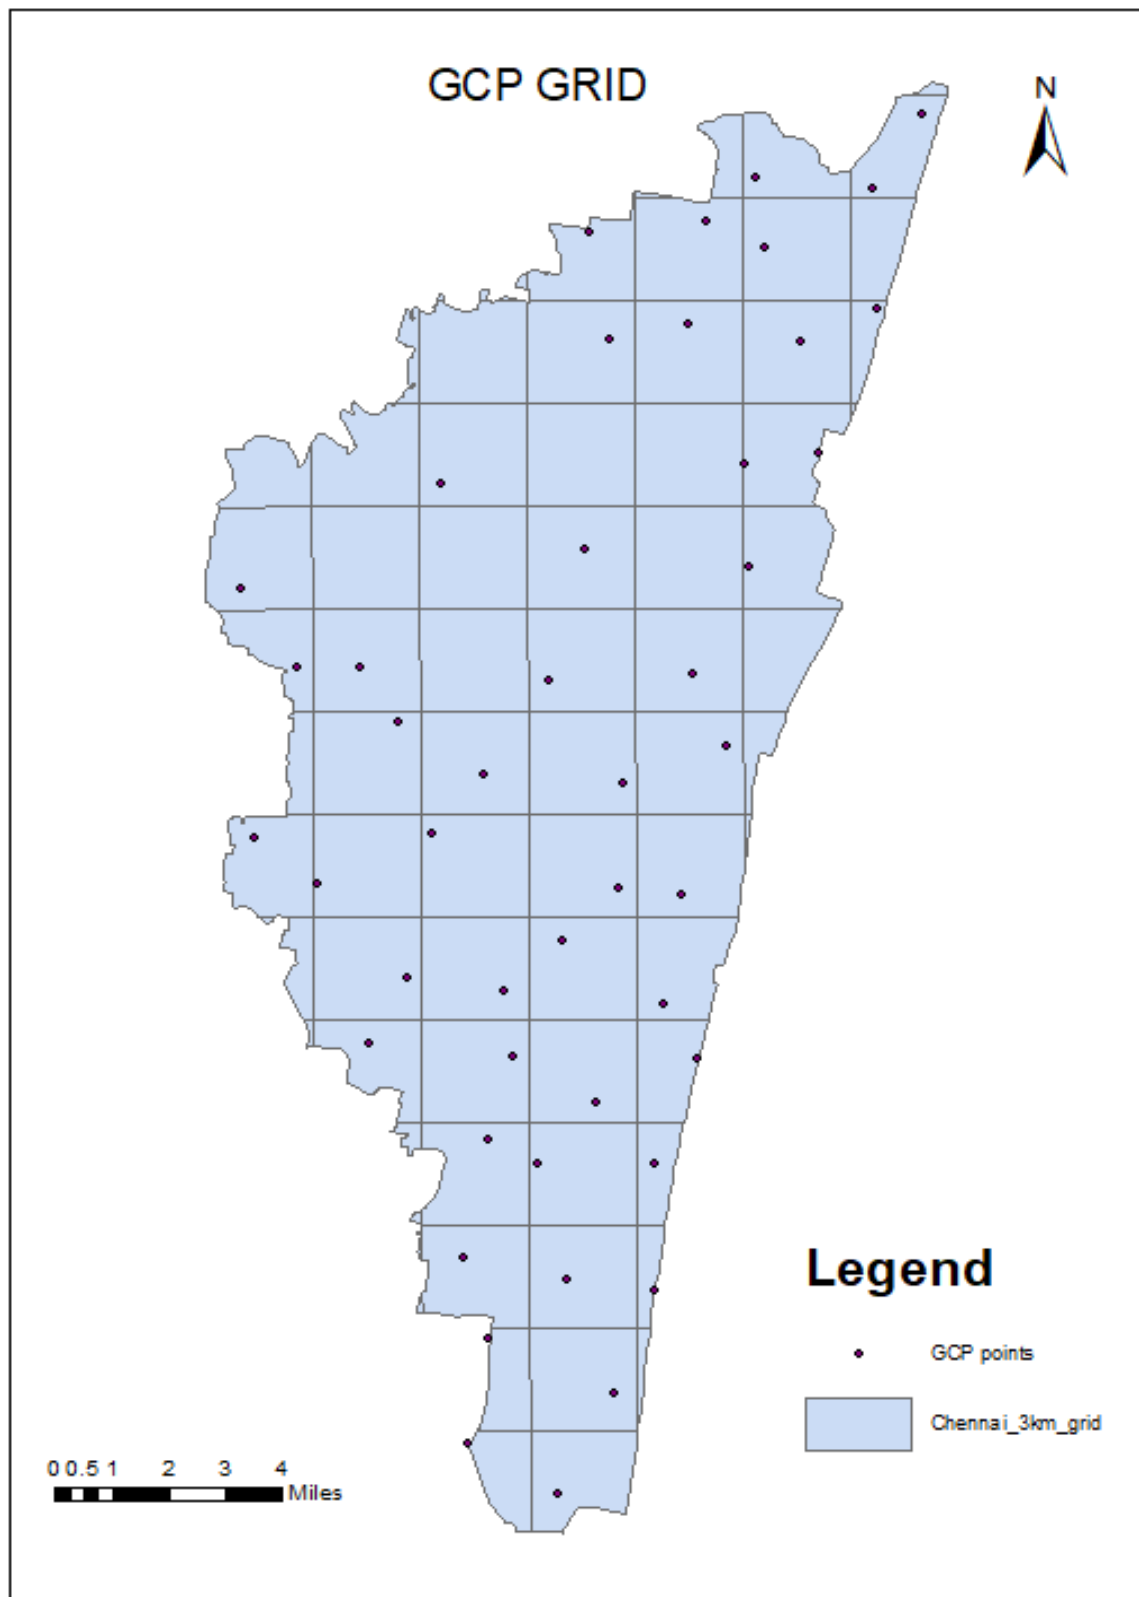 GCP GRID
N
Legend
GCP points
Chennai_3km_grid
0 0.5 1 2 3 4
Miles